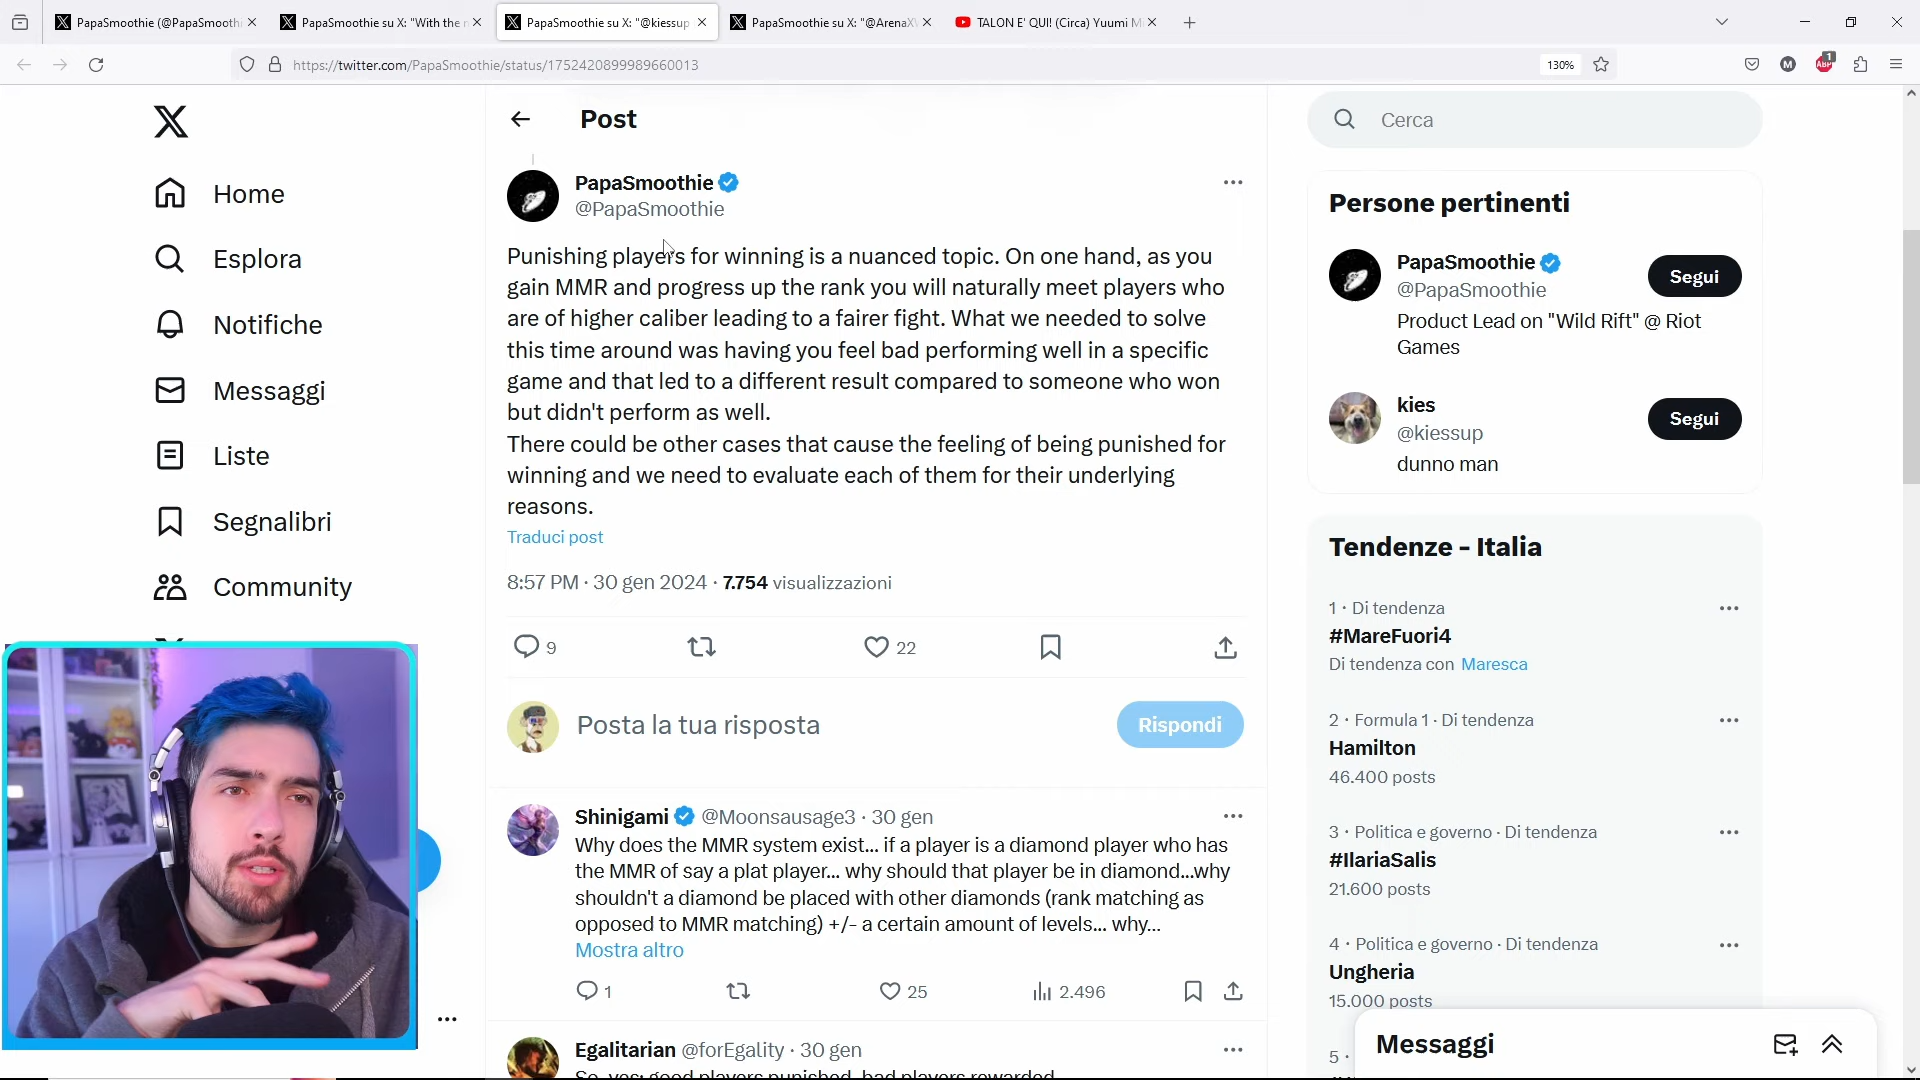 PapaSmoothie (@PapaSmooth
PapaSmoothie su X: "With the
PapaSmoothie su X: "@kiessup
PapaSmoothie su X: "@ArenaX
TALON E' QUI! (Circa) Yuumi M
https://twitter.com/PapaSmoothie/status/1752420899989660013
130%
M
ABP
1
Home
Esplora
Notifiche
Messaggi
Liste
Segnalibri
Community
Post
PapaSmoothie
@PapaSmoothie
Punishing players for winning is a nuanced topic. On one hand, as you
gain MMR and progress up the rank you will naturally meet players who
are of higher caliber leading to a fairer fight. What we needed to solve
this time around was having you feel bad performing well in a specific
game and that led to a different result compared to someone who won
but didn't perform as well.
There could be other cases that cause the feeling of being punished for
winning and we need to evaluate each of them for their underlying
reasons.
Traduci post
8:57 PM · 30 gen 2024 · 7.754 visualizzazioni
9
22
Posta la tua risposta
Rispondi
Shinigami @Moonsausage3 · 30 gen
Why does the MMR system exist... if a player is a diamond player who has
the MMR of say a plat player... why should that player be in diamond...why
shouldn't a diamond be placed with other diamonds (rank matching as
opposed to MMR matching) +/- a certain amount of levels... why...
Mostra altro
1
25
2.496
Egalitarian @forEgality · 30 gen
So, yes: good players punished, bad players rewarded
Cerca
Persone pertinenti
PapaSmoothie
@PapaSmoothie
Segui
Product Lead on "Wild Rift" @ Riot
Games
kies
@kiessup
Segui
dunno man
Tendenze - Italia
1 · Di tendenza
#MareFuori4
Di tendenza con Maresca
2 · Formula 1 · Di tendenza
Hamilton
46.400 posts
3 · Politica e governo · Di tendenza
#IlariaSalis
21.600 posts
4 · Politica e governo · Di tendenza
Ungheria
15.000 posts
5 ·
Messaggi